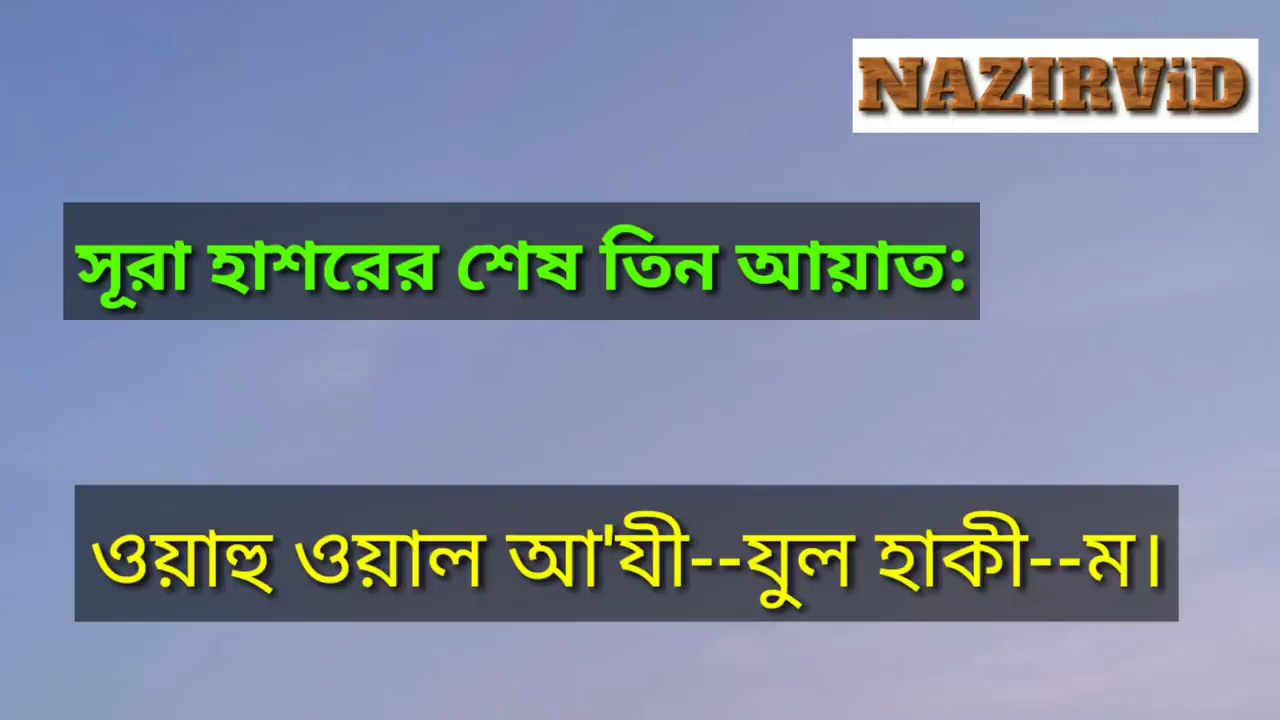 NAZIRViD
সূরা হাশরের শেষ তিন আয়াত:
ওয়াহু ওয়াল আ'যী--যুল হাকী--ম।